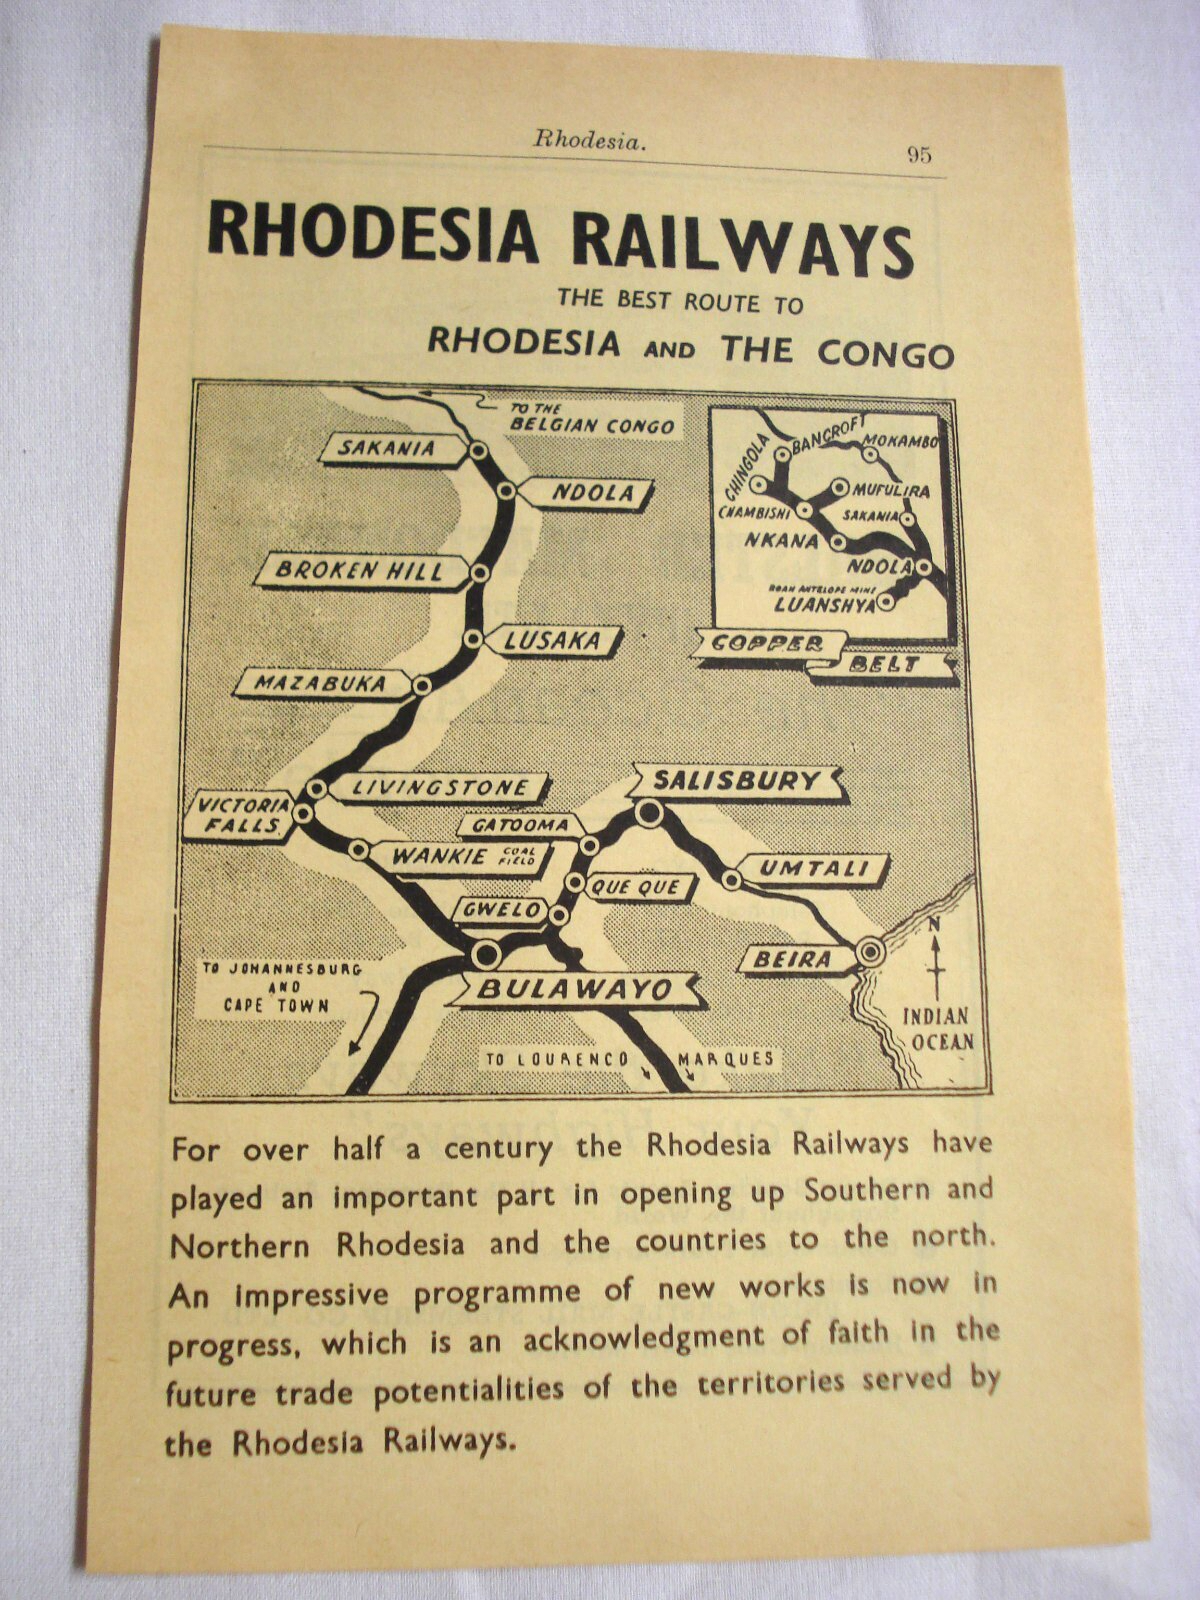 Rhodesia.
95
RHODESIA RAILWAYS
THE BEST ROUTE TO
RHODESIA AND THE CONGO
TO THE
BELGIAN CONGO
SAKANIA
NDOLA
BROKEN HILL
LUSAKA
MAZABUKA
LIVINGSTONE
VICTORIA
FALLS
WANKIE COAL
FIELD
SALISBURY
GATOOMA
QUE QUE
GWELO
UMTALI
BEIRA
BULAWAYO
TO JOHANNESBURG
AND
CAPE TOWN
TO LOURENCO MARQUES
N
INDIAN
OCEAN
CHINGOLA
BANCROFT
MOKAMBO
MUFULIRA
CHAMBISHI
SAKANIA
NKANA
NDOLA
ROAN ANTELOPE MINE
LUANSHYA
COPPER
BELT
For over half a century the Rhodesia Railways have
played an important part in opening up Southern and
Northern Rhodesia and the countries to the north.
An impressive programme of new works is now in
progress, which is an acknowledgment of faith in the
future trade potentialities of the territories served by
the Rhodesia Railways.